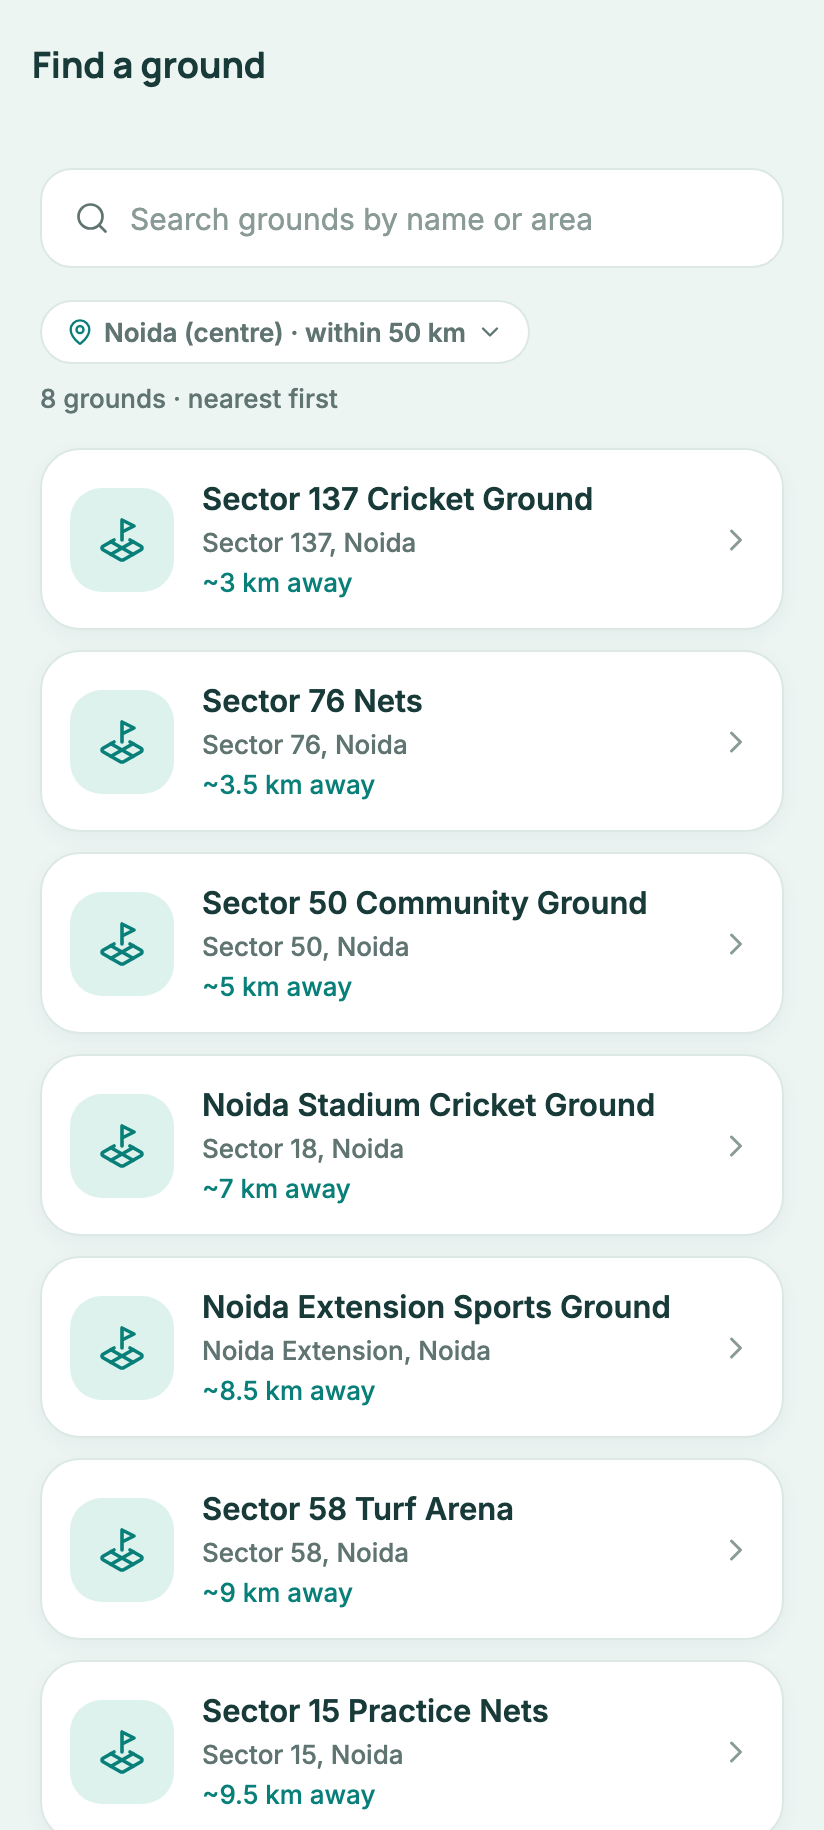 Find a ground
Search grounds by name or area
Noida (centre) · within 50 km
8 grounds · nearest first
Sector 137 Cricket Ground
Sector 137, Noida
~3 km away
Sector 76 Nets
Sector 76, Noida
~3.5 km away
Sector 50 Community Ground
Sector 50, Noida
~5 km away
Noida Stadium Cricket Ground
Sector 18, Noida
~7 km away
Noida Extension Sports Ground
Noida Extension, Noida
~8.5 km away
Sector 58 Turf Arena
Sector 58, Noida
~9 km away
Sector 15 Practice Nets
Sector 15, Noida
~9.5 km away